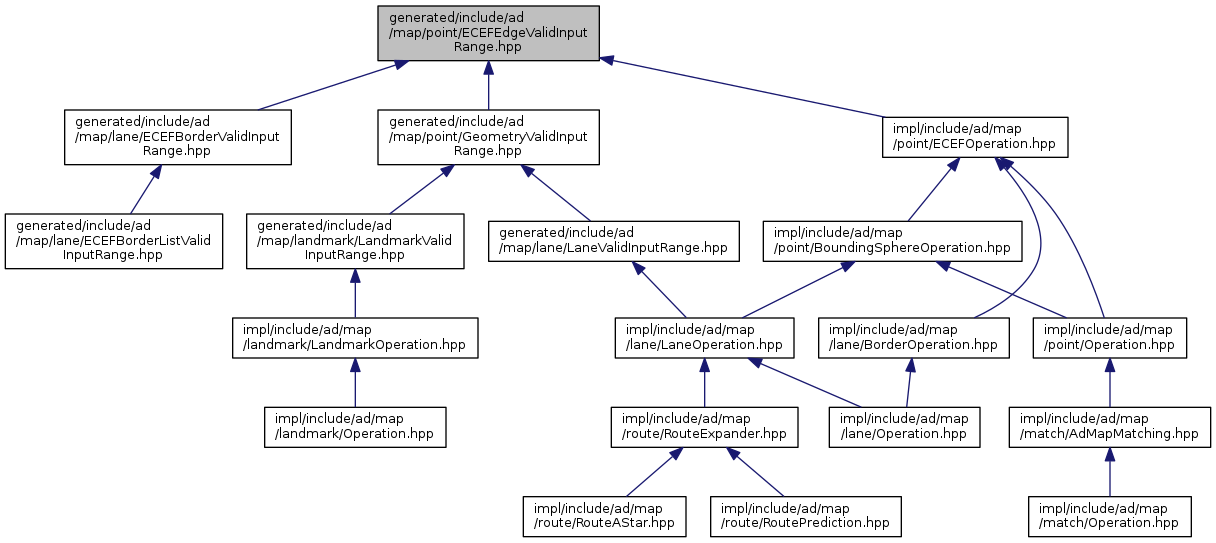 generated/include/ad
/map/point/ECEFEdgeValidInput
Range.hpp
generated/include/ad
/map/lane/ECEFBorderValidInput
Range.hpp
generated/include/ad
/map/point/GeometryValidInput
Range.hpp
impl/include/ad/map
/point/ECEFOperation.hpp
generated/include/ad
/map/lane/ECEFBorderListValid
InputRange.hpp
generated/include/ad
/map/landmark/LandmarkValid
InputRange.hpp
generated/include/ad
/map/lane/LaneValidInputRange.hpp
impl/include/ad/map
/point/BoundingSphereOperation.hpp
impl/include/ad/map
/landmark/LandmarkOperation.hpp
impl/include/ad/map
/lane/LaneOperation.hpp
impl/include/ad/map
/lane/BorderOperation.hpp
impl/include/ad/map
/point/Operation.hpp
impl/include/ad/map
/landmark/Operation.hpp
impl/include/ad/map
/route/RouteExpander.hpp
impl/include/ad/map
/lane/Operation.hpp
impl/include/ad/map
/match/AdMapMatching.hpp
impl/include/ad/map
/route/RouteAStar.hpp
impl/include/ad/map
/route/RoutePrediction.hpp
impl/include/ad/map
/match/Operation.hpp